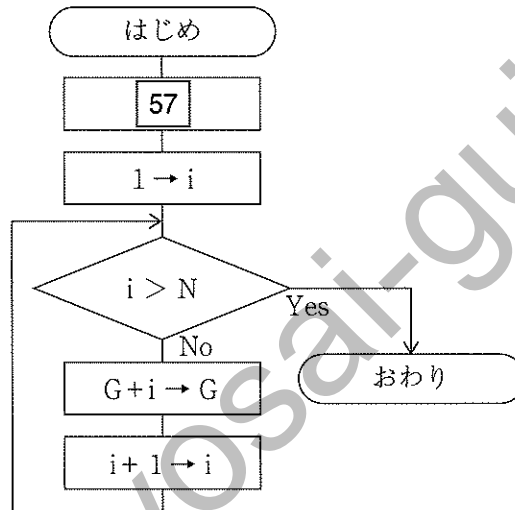 はじめ
57
1 → i
i > N
Yes
No
G+i → G
おわり
i+1 → i